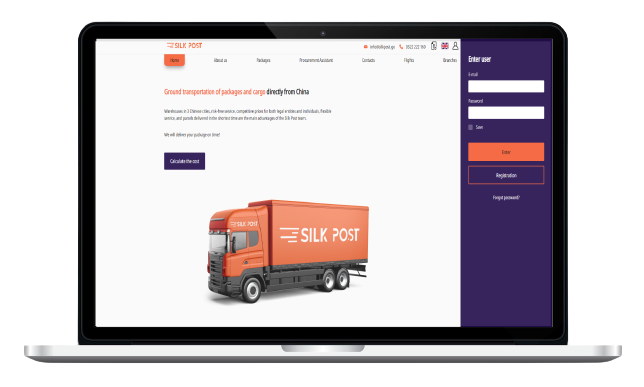 SILK POST
info@silkpost.ge
0322 222 160
Home
About us
Packages
Procurement Assistant
Contacts
Flights
Branches
Ground transportation of packages and cargo directly from China
Warehouses in 3 Chinese cities, risk-free service, competitive prices for both legal entities and individuals, flexible
service, and parcels delivered in the shortest time are the main advantages of the Silk Post team.
We will deliver your package on time!
Calculate the cost
SILK POST
SILK POST
Enter user
E-mail
Password
Save
Enter
Registration
Forgot password?